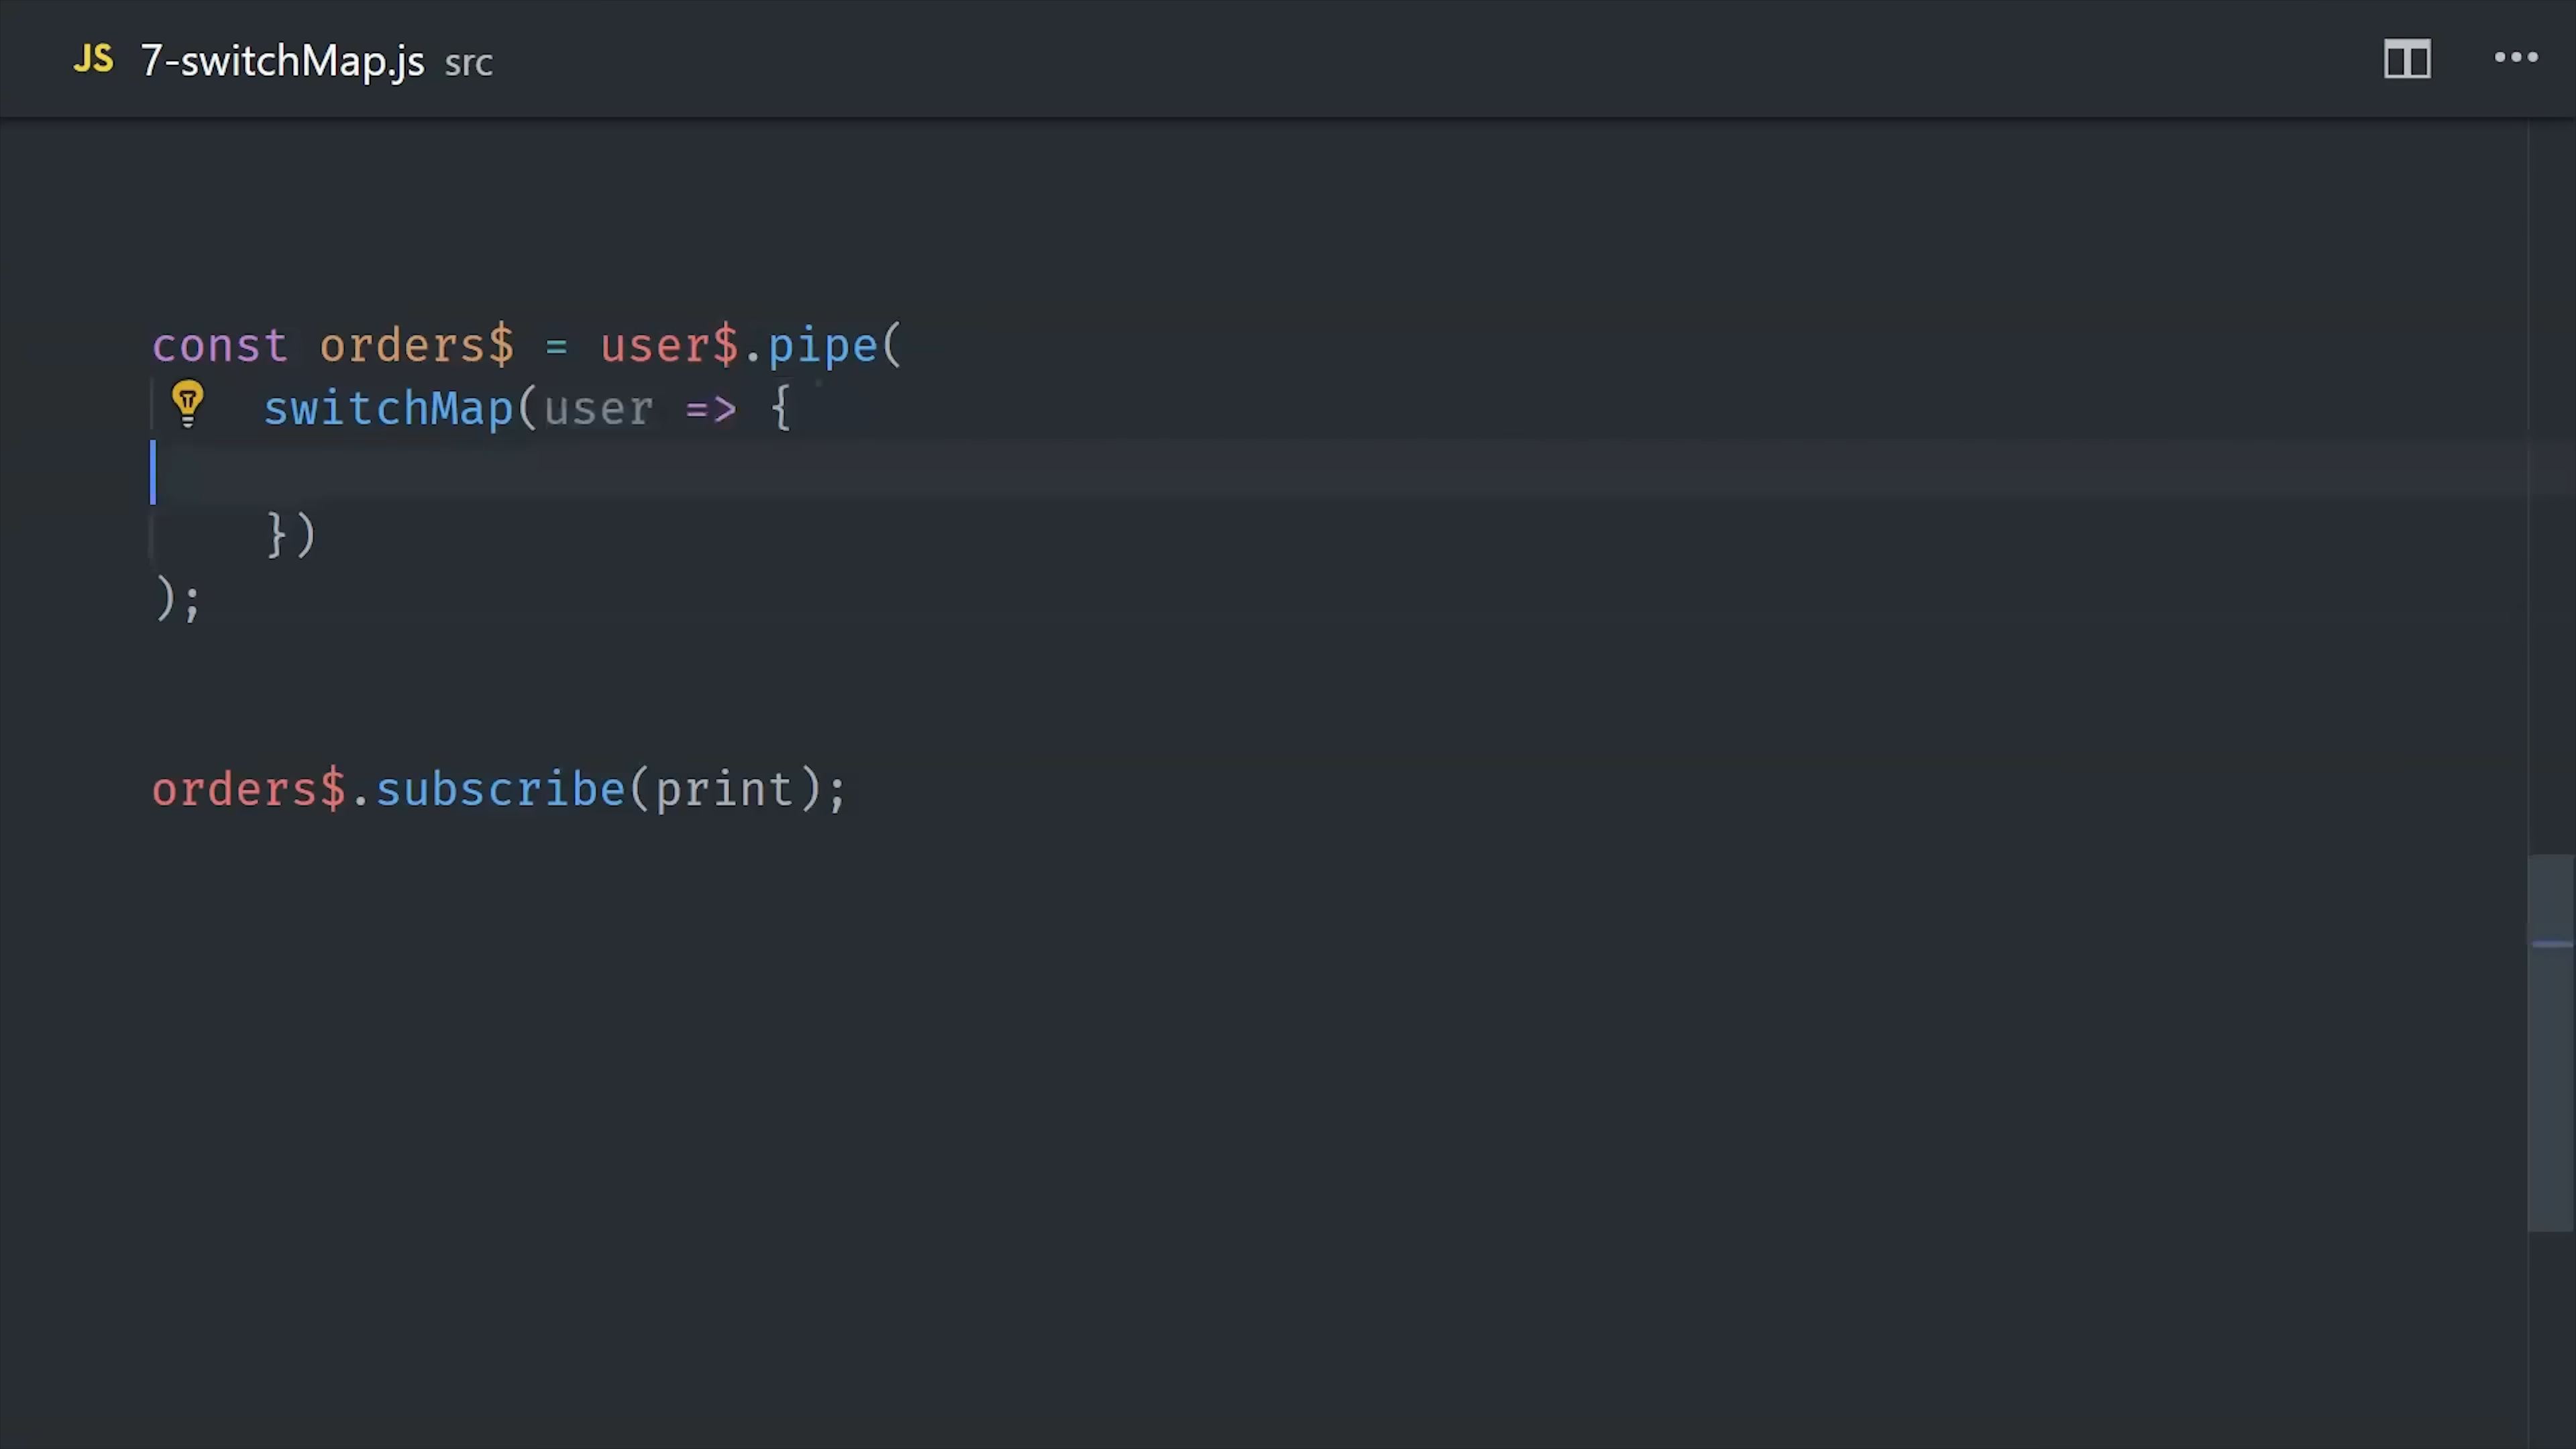 JS 7-switchMap.js src
const orders$ = user$.pipe(
switchMap(user => {
})
);
orders$.subscribe(print);